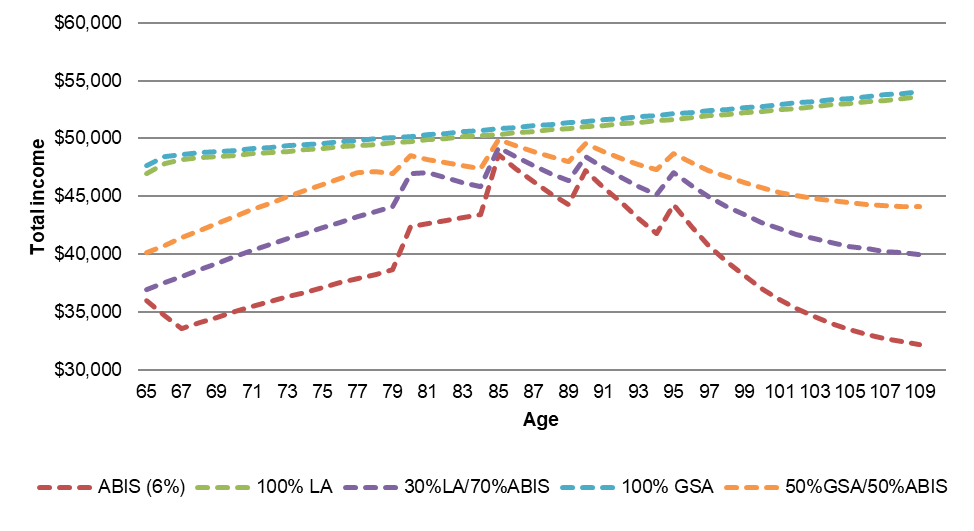 $60,000
$55,000
$50,000
$45,000
$40,000
$35,000
$30,000
Total income
65 67 69 71 73 75 77 79 81 83 85 87 89 91 93 95 97 99 101 103 105 107 109
Age
ABIS (6%) 100% LA 30%LA/70%ABIS 100% GSA 50%GSA/50%ABIS